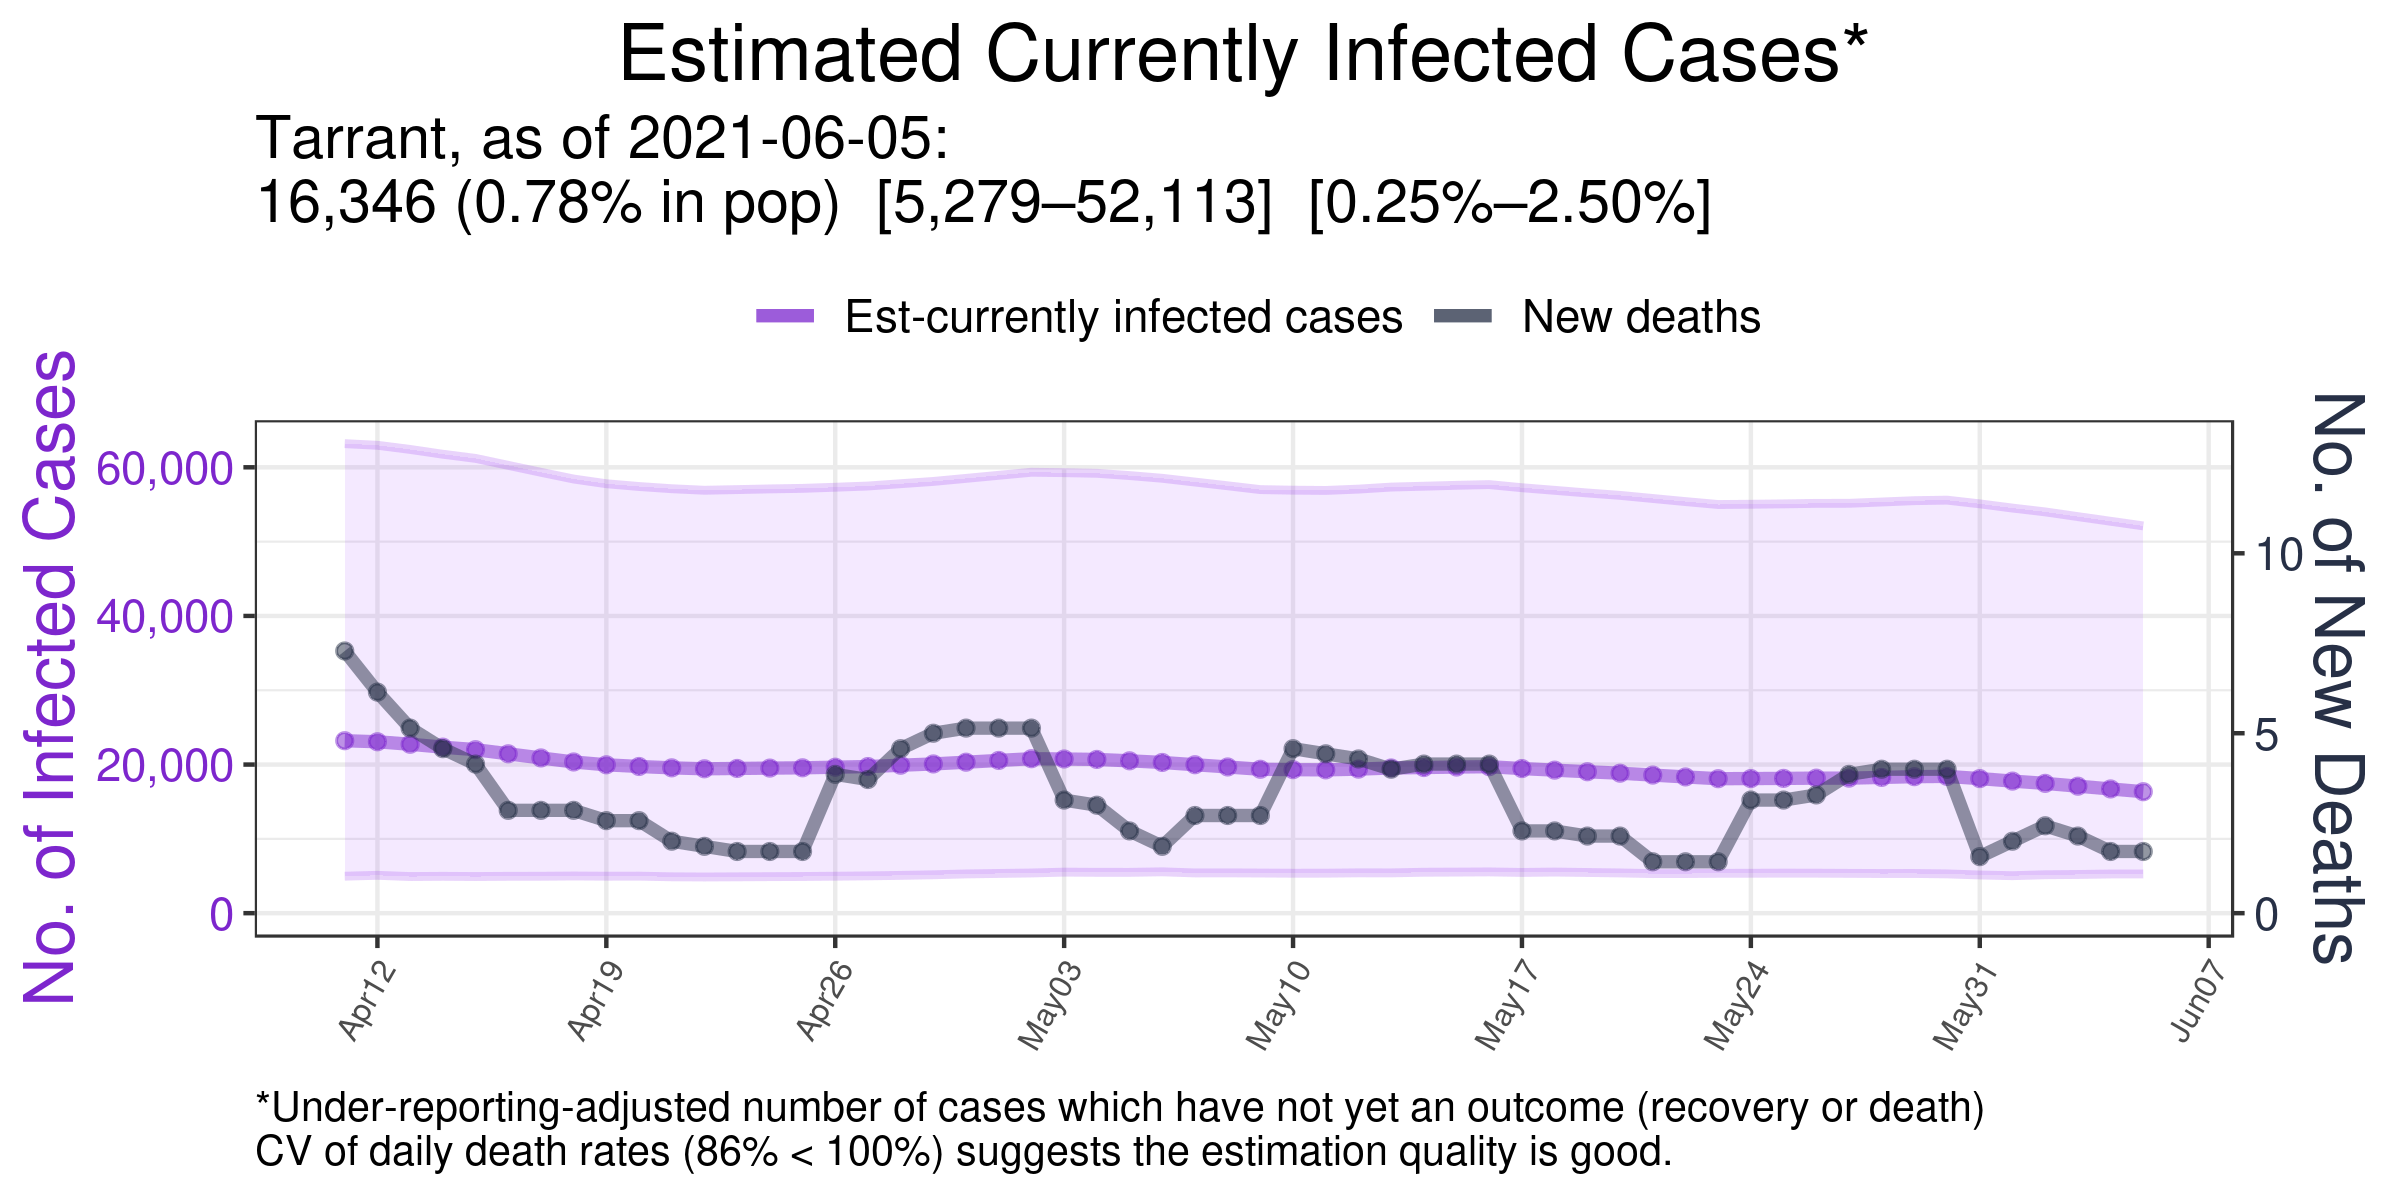 Estimated Currently Infected Cases*
Tarrant, as of 2021-06-05:
16,346 (0.78% in pop)  [5,279–52,113]  [0.25%–2.50%]
Est-currently infected cases
New deaths
No. of Infected Cases
60,000
40,000
20,000
0
No. of New Deaths
10
5
0
Apr12
Apr19
Apr26
May03
May10
May17
May24
May31
Jun07
*Under-reporting-adjusted number of cases which have not yet an outcome (recovery or death)
CV of daily death rates (86% < 100%) suggests the estimation quality is good.